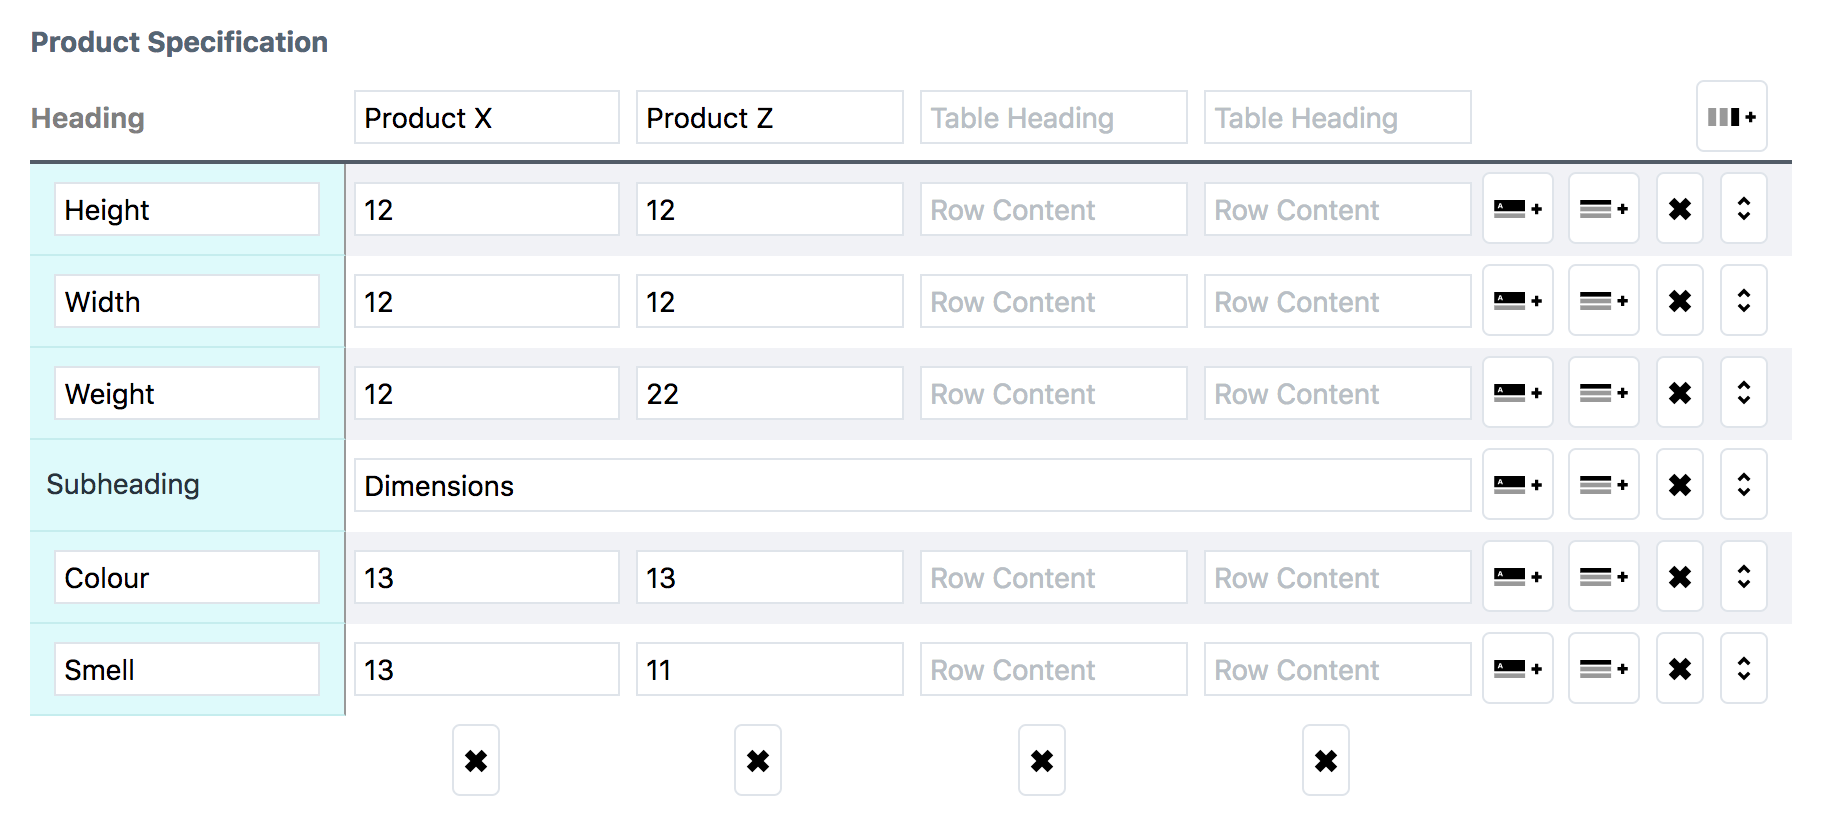 Product Specification
Heading Product X Product Z Table Heading Table Heading
Height 12 12 Row Content Row Content
Width 12 12 Row Content Row Content
Weight 12 22 Row Content Row Content
Subheading Dimensions
Colour 13 13 Row Content Row Content
Smell 13 11 Row Content Row Content